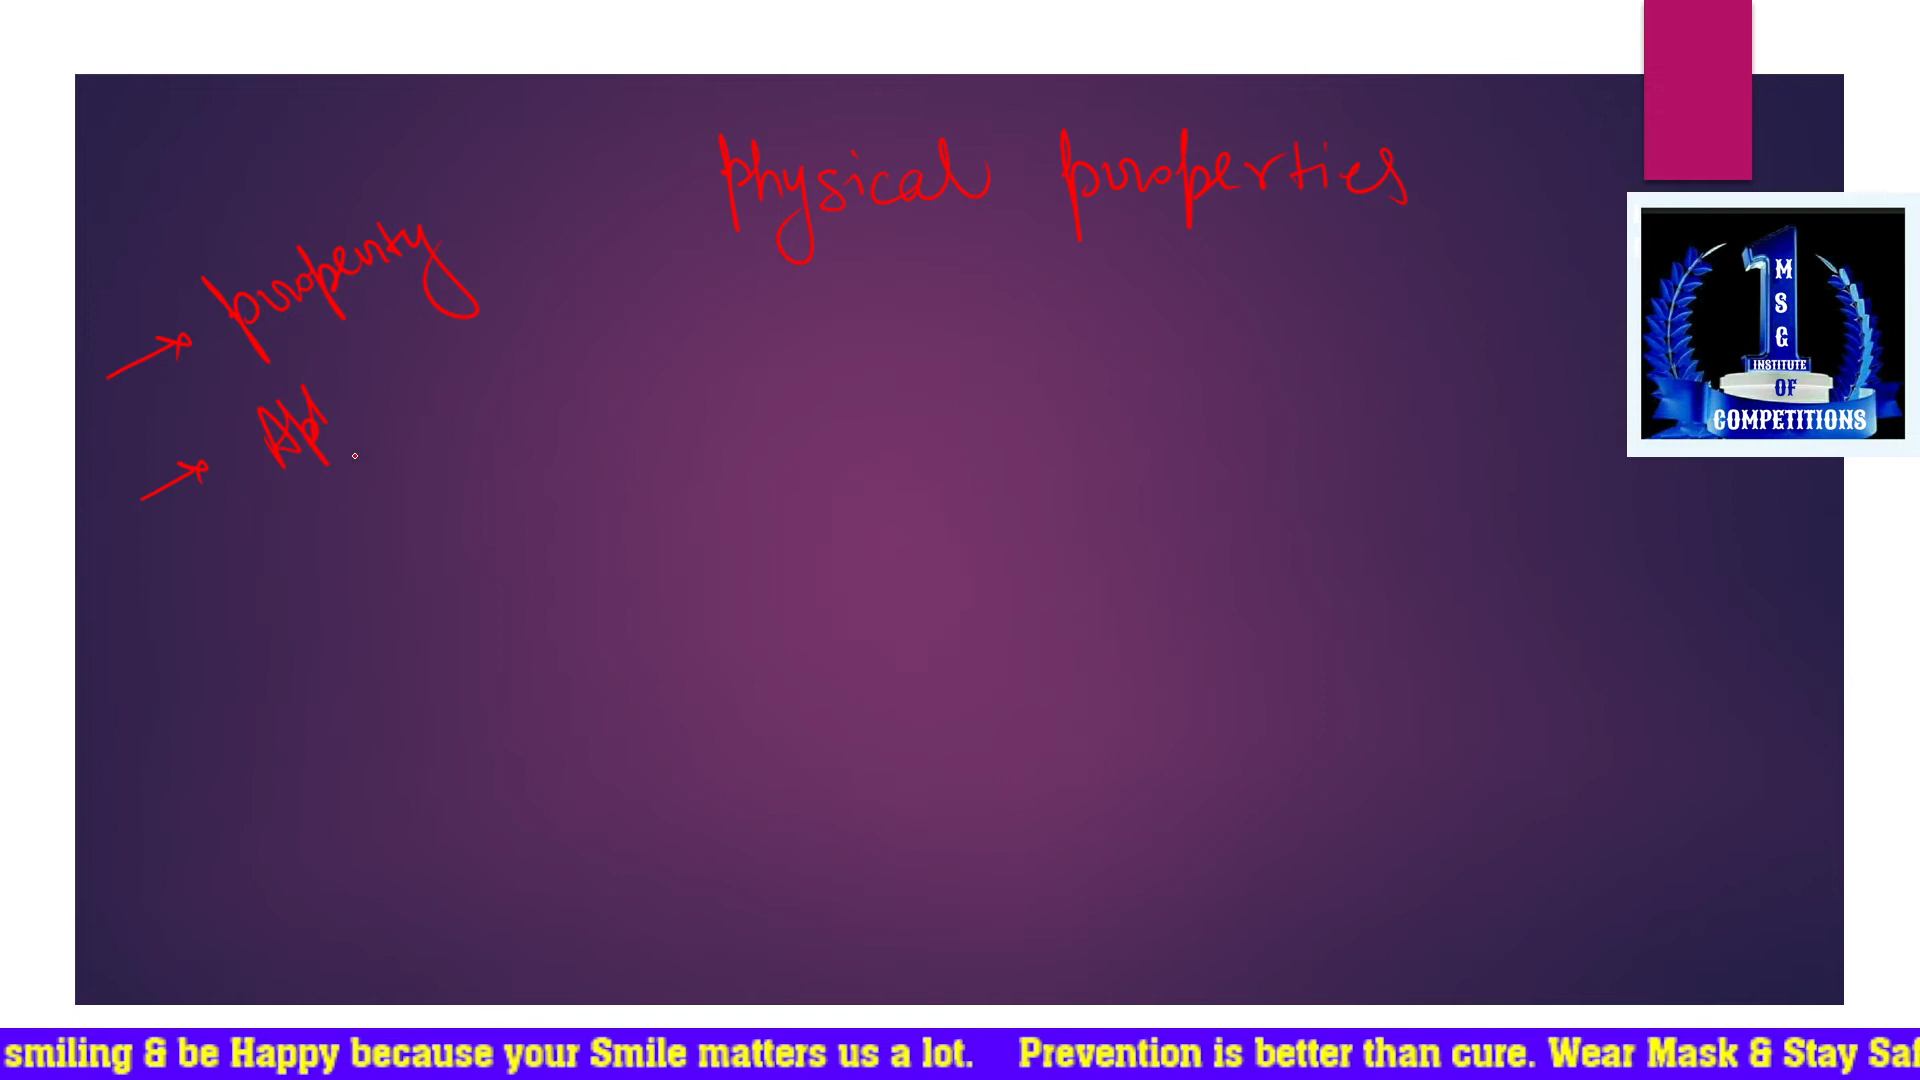 Physical properties
→ property
→
M
S
G
INSTITUTE
OF
COMPETITIONS
smiling & be Happy because your Smile matters us a lot. Prevention is better than cure. Wear Mask & Stay Saf